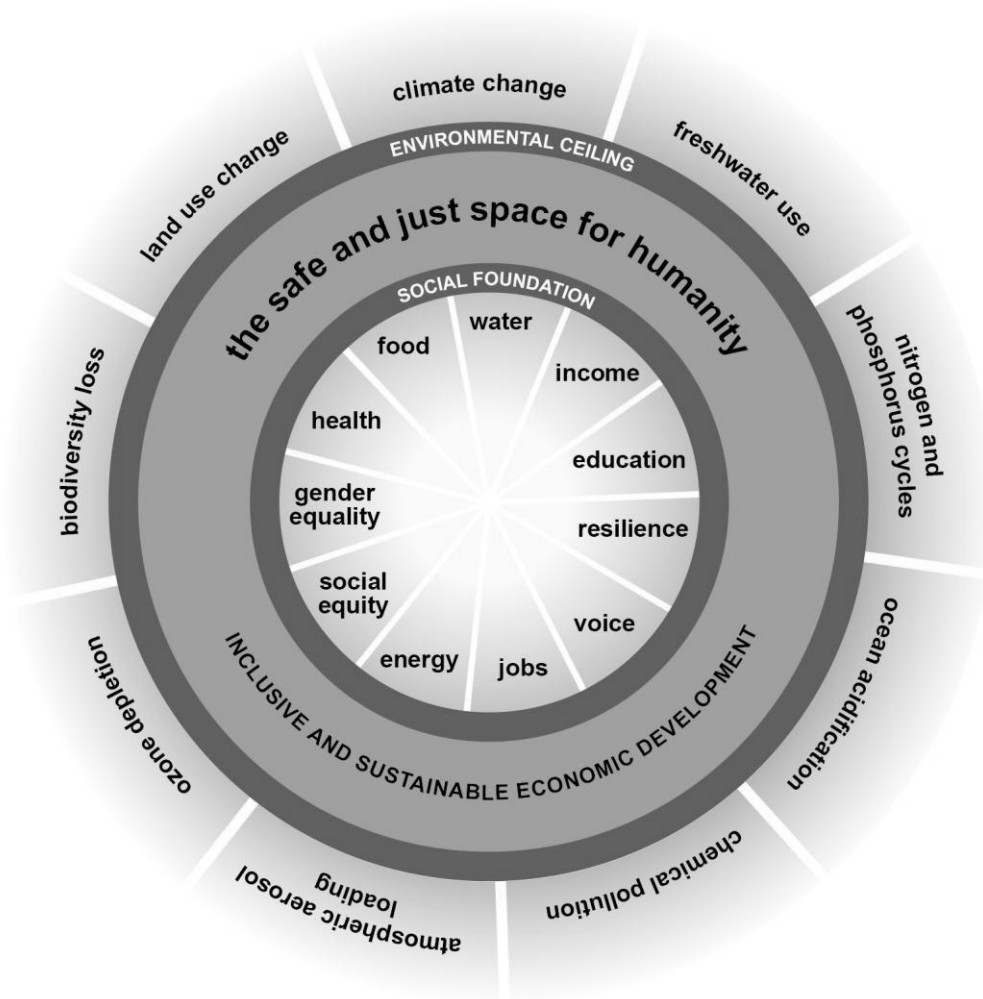 climate change
freshwater use
nitrogen and
phosphorus cycles
ocean acidification
chemical pollution
atmospheric aerosol
loading
ozone depletion
biodiversity loss
land use change
ENVIRONMENTAL CEILING
the safe and just space for humanity
SOCIAL FOUNDATION
water
income
education
resilience
voice
jobs
energy
social
equity
gender
equality
health
food
INCLUSIVE AND SUSTAINABLE ECONOMIC DEVELOPMENT